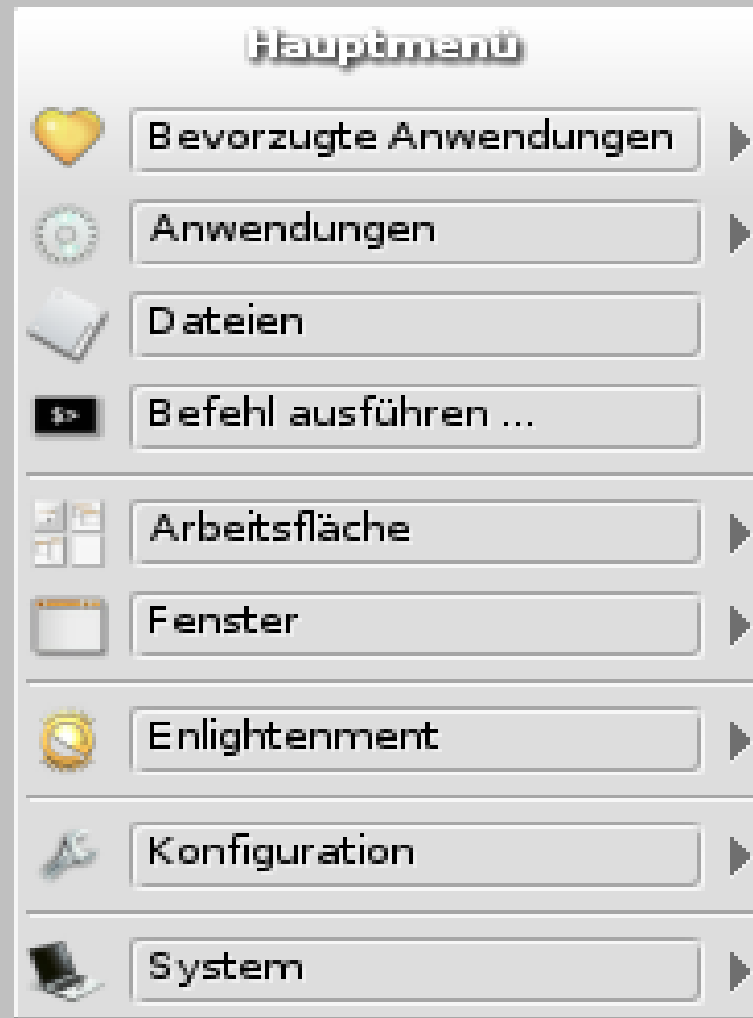 Hauptmenü
Bevorzugte Anwendungen
Anwendungen
Dateien
$>
Befehl ausführen ...
Arbeitsfläche
Fenster
Enlightenment
Konfiguration
System